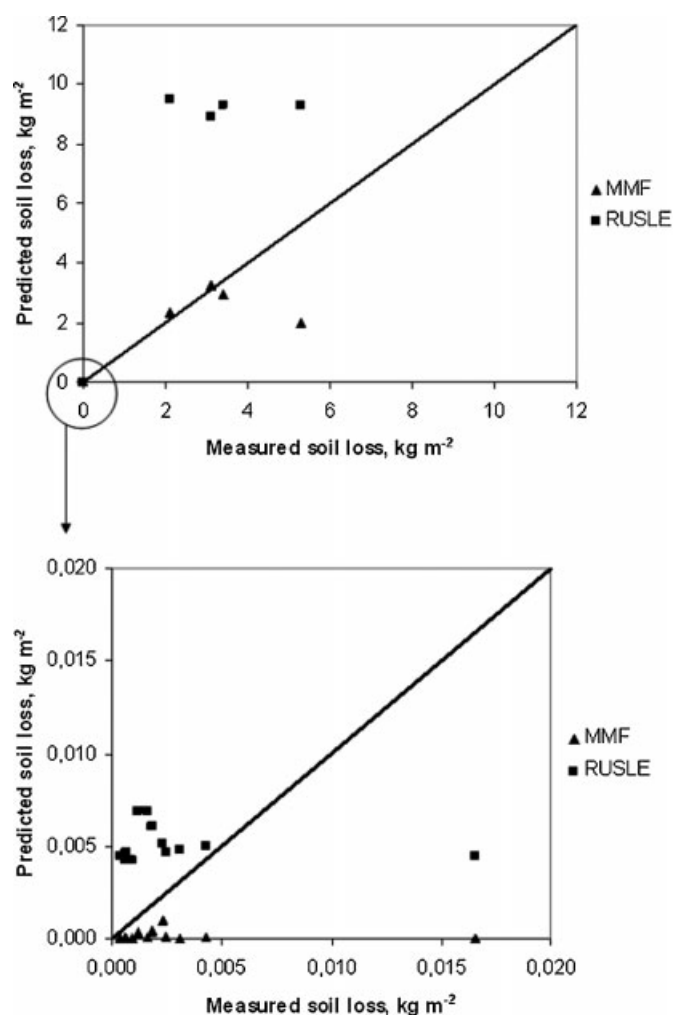 12
10
8
6
4
2
0
Predicted soil loss, kg m⁻²
▲ MMF
■ RUSLE
0 2 4 6 8 10 12
Measured soil loss, kg m⁻²
0,020
0,015
0,010
0,005
0,000
Predicted soil loss, kg m⁻²
▲ MMF
■ RUSLE
0,000 0,005 0,010 0,015 0,020
Measured soil loss, kg m⁻²